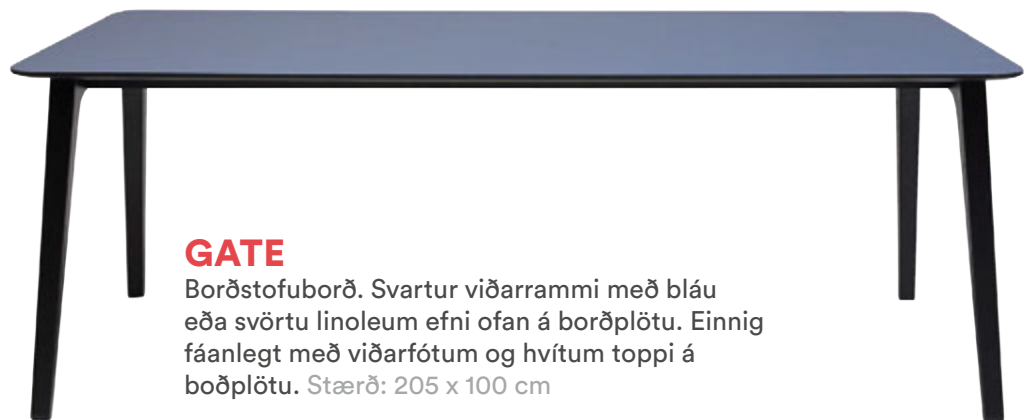 GATE
Borðstofuborð. Svartur viðarrammi með bláu
eða svörtu linoleum efni ofan á borðplötu. Einnig
fáanlegt með viðarfótum og hvítum toppi á
boðplötu. Stærð: 205 x 100 cm